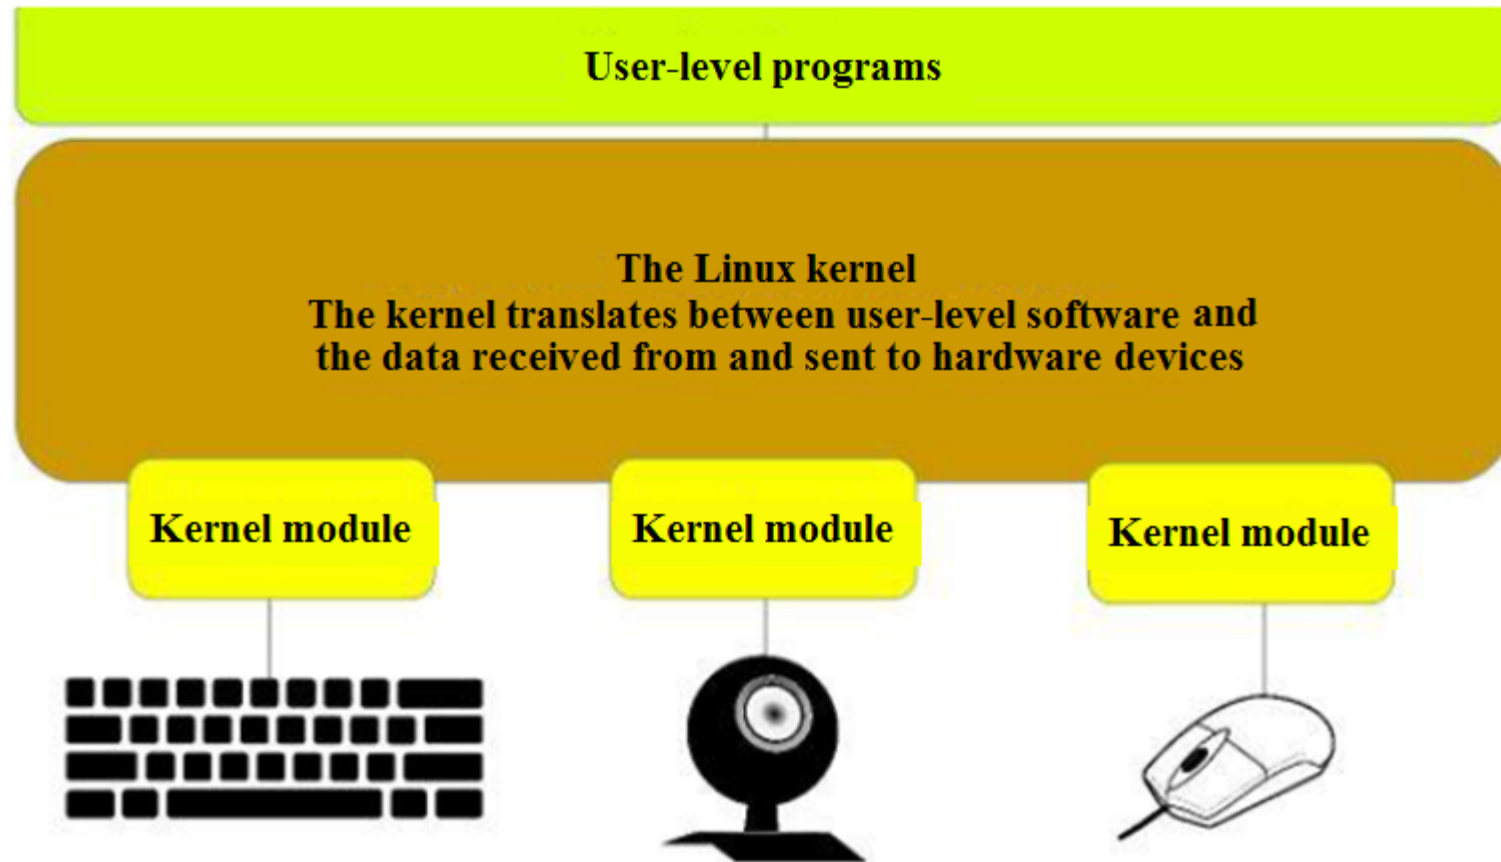 User-level programs
The Linux kernel
The kernel translates between user-level software and
the data received from and sent to hardware devices
Kernel module
Kernel module
Kernel module